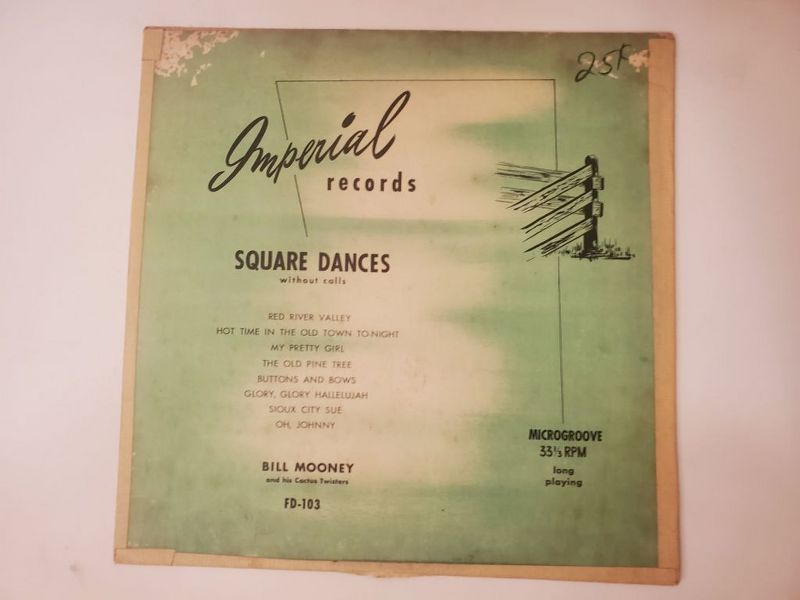 25¢
Imperial
records
SQUARE DANCES
without calls
RED RIVER VALLEY
HOT TIME IN THE OLD TOWN TO-NIGHT
MY PRETTY GIRL
THE OLD PINE TREE
BUTTONS AND BOWS
GLORY, GLORY HALLELUJAH
SIOUX CITY SUE
OH, JOHNNY
BILL MOONEY
and his Cactus Twisters
FD-103
MICROGROOVE
33⅓ RPM
long
playing